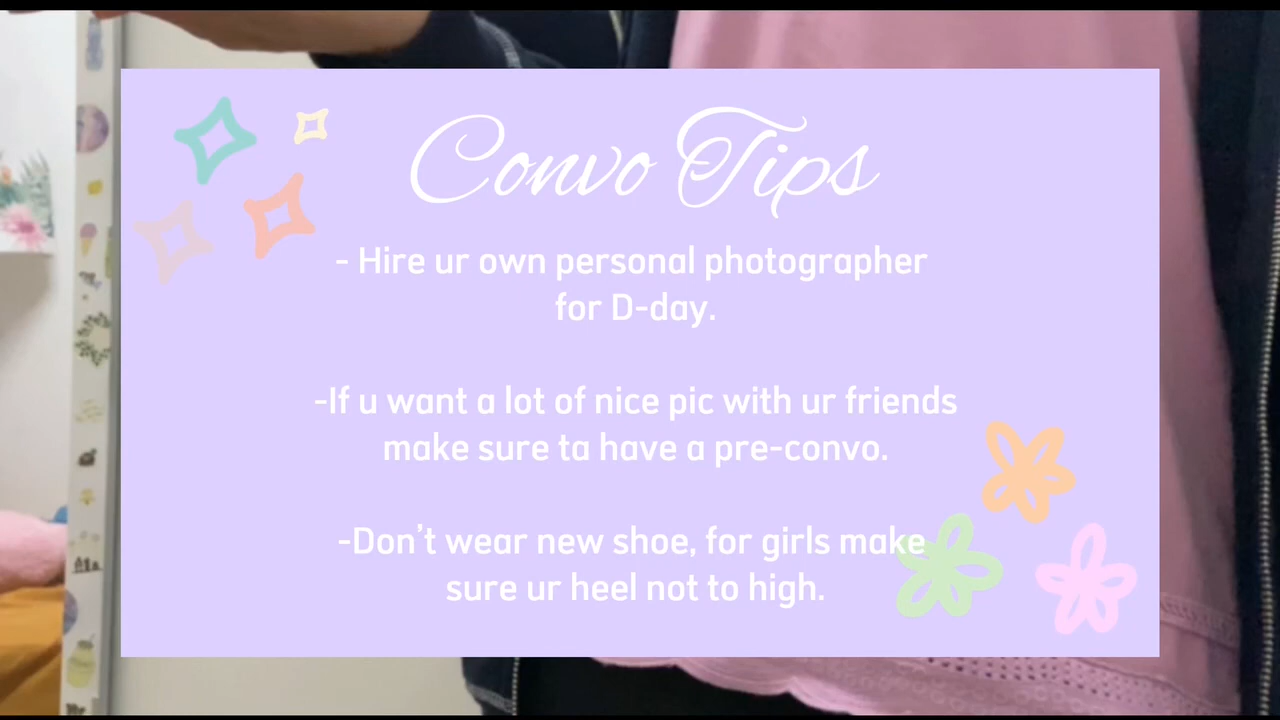 Convo Tips
- Hire ur own personal photographer
for D-day.
-If u want a lot of nice pic with ur friends
make sure ta have a pre-convo.
-Don't wear new shoe, for girls make
sure ur heel not to high.